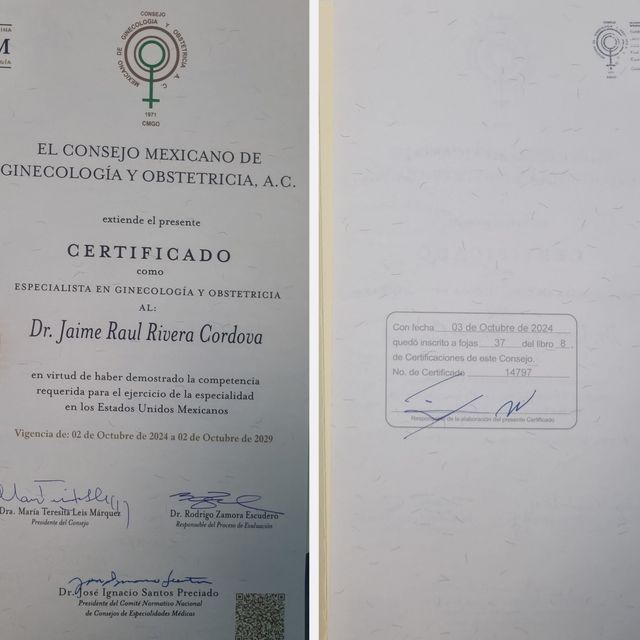 INA
M
OGÍA
CONSEJO
MEXICANO DE GINECOLOGÍA Y OBSTETRICIA A.C.
1971
CMGO
EL CONSEJO MEXICANO DE
GINECOLOGÍA Y OBSTETRICIA, A.C.
extiende el presente
CERTIFICADO
como
ESPECIALISTA EN GINECOLOGÍA Y OBSTETRICIA
AL:
Dr. Jaime Raul Rivera Cordova
en virtud de haber demostrado la competencia
requerida para el ejercicio de la especialidad
en los Estados Unidos Mexicanos
Vigencia de: 02 de Octubre de 2024 a 02 de Octubre de 2029
Dra. María Teresita Leis Márquez
Presidente del Consejo
Dr. Rodrigo Zamora Escudero
Responsable del Proceso de Evaluación
Dr. José Ignacio Santos Preciado
Presidente del Comité Normativo Nacional
de Consejos de Especialidades Médicas
Con fecha 03 de Octubre de 2024
quedó inscrito a fojas 37 del libro 8
de Certificaciones de este Consejo.
No. de Certificado 14797
Responsable de la elaboración del presente Certificado